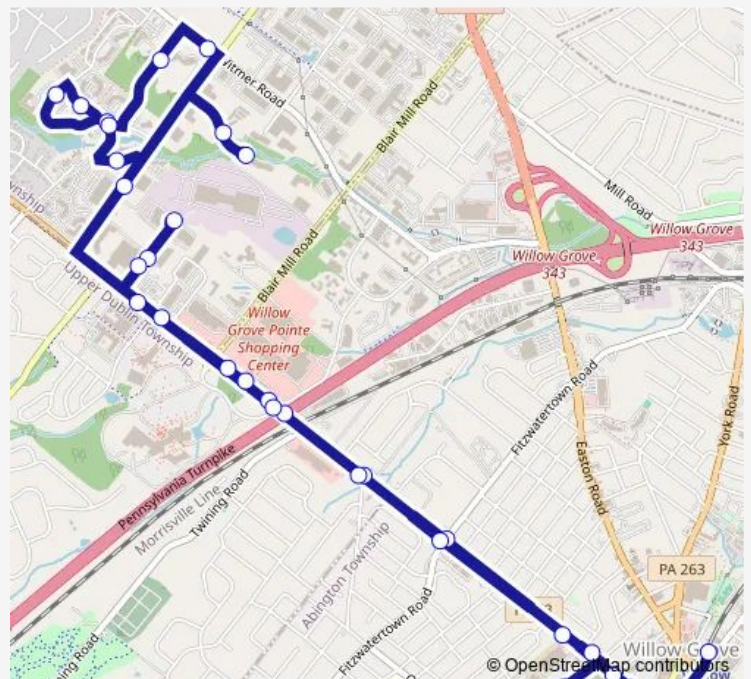 Witmer Road
Blair Mill Road
Mill Road
Willow Grove
343
Willow Grove
343
Township
Upper Dublin Township
Blair Mill Road
Willow
Grove Pointe
Shopping
Center
Fitzwatertown Road
York Road
Easton Road
Pennsylvania Turnpike
Morrisville Line
Twining Road
Abington Township
PA 263
Fitzwatertown Road
Willow Grove
© OpenStreetMap contributors